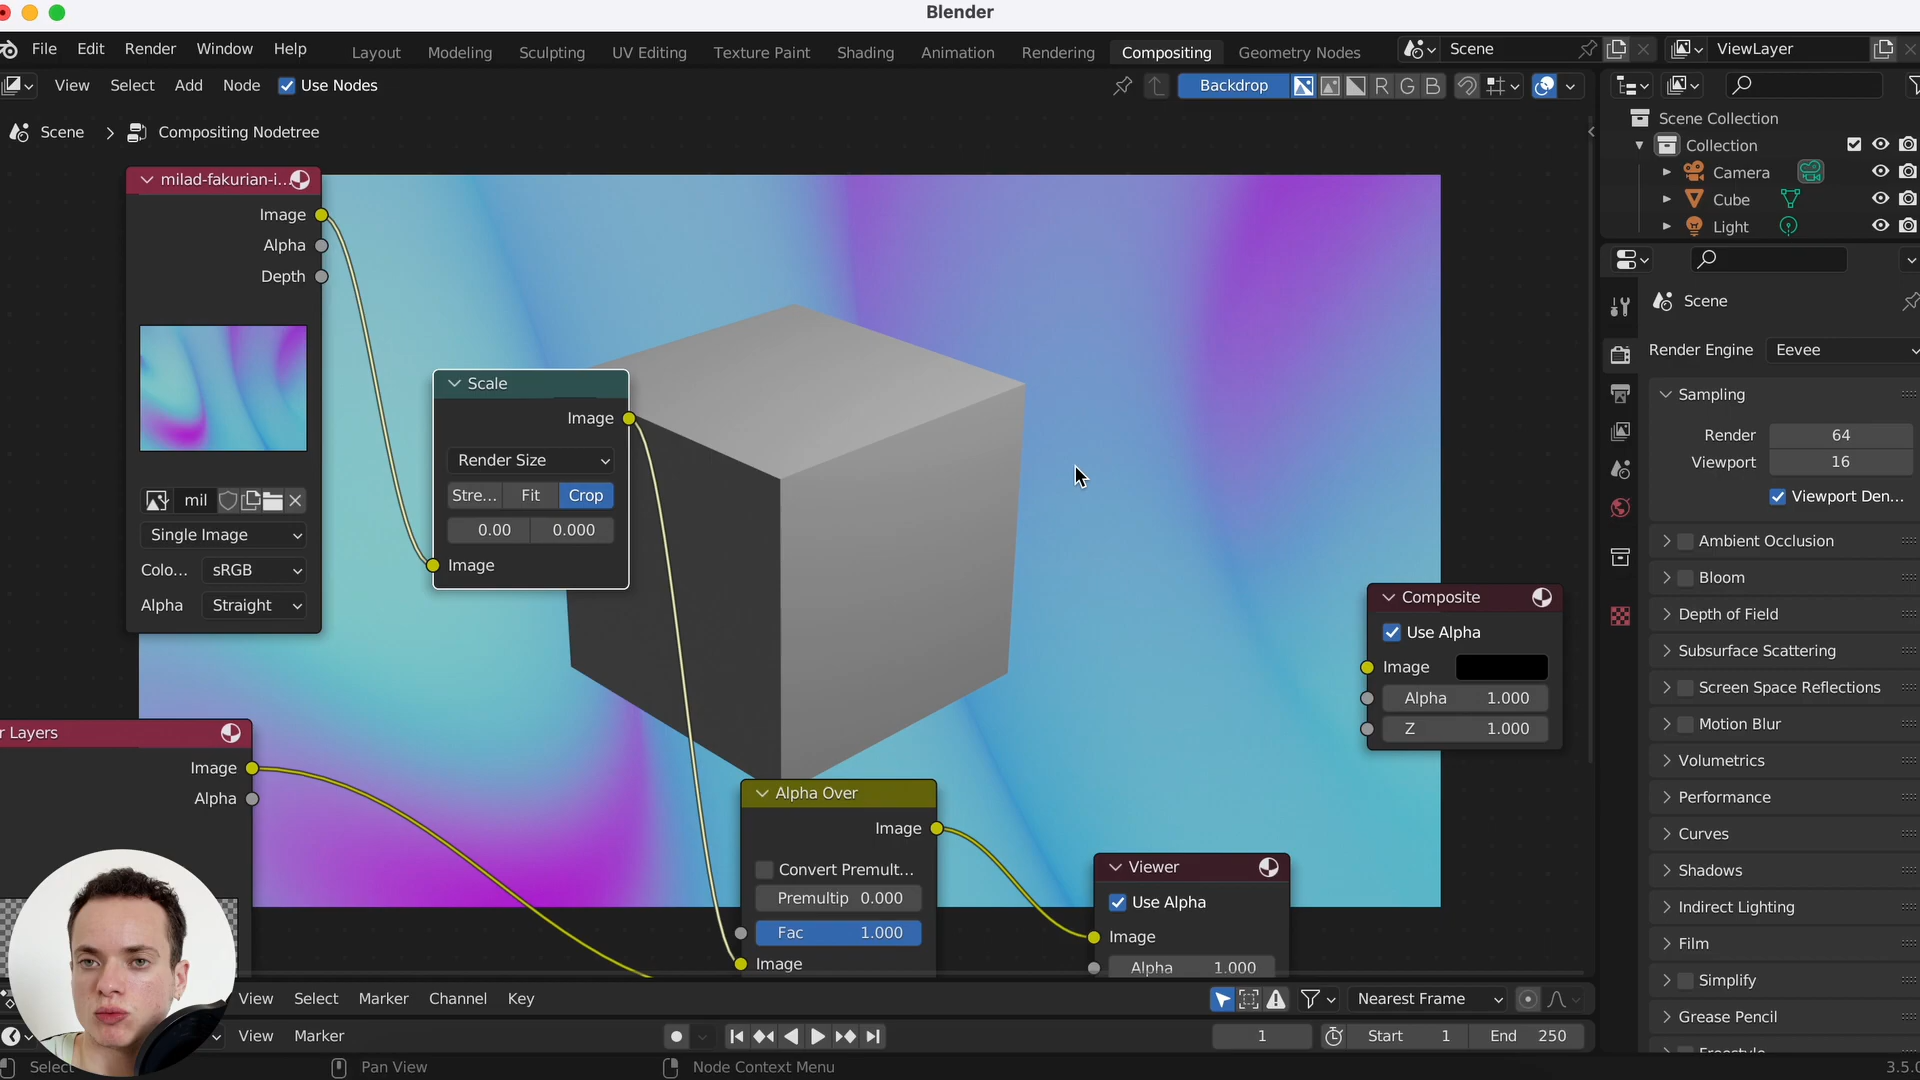 Blender
File Edit Render Window Help Layout Modeling Sculpting UV Editing Texture Paint Shading Animation Rendering Compositing Geometry Nodes Scene ViewLayer
View Select Add Node Use Nodes Backdrop R G B
Scene > Compositing Nodetree
milad-fakurian-i...
Image
Alpha
Depth
mil
Single Image
Colo... sRGB
Alpha Straight
Scale
Image
Render Size
Stre... Fit Crop
0.00 0.000
Image
r Layers
Image
Alpha
Alpha Over
Image
Convert Premult...
Premultip 0.000
Fac 1.000
Image
Viewer
Use Alpha
Image
Alpha 1.000
Composite
Use Alpha
Image
Alpha 1.000
Z 1.000
Scene Collection
Collection
Camera
Cube
Light
Scene
Render Engine Eevee
Sampling
Render 64
Viewport 16
Viewport Den...
Ambient Occlusion
Bloom
Depth of Field
Subsurface Scattering
Screen Space Reflections
Motion Blur
Volumetrics
Performance
Curves
Shadows
Indirect Lighting
Film
Simplify
Grease Pencil
Freestyle
View Select Marker Channel Key Nearest Frame
View Marker 1 Start 1 End 250
Select Pan View Node Context Menu 3.5.0